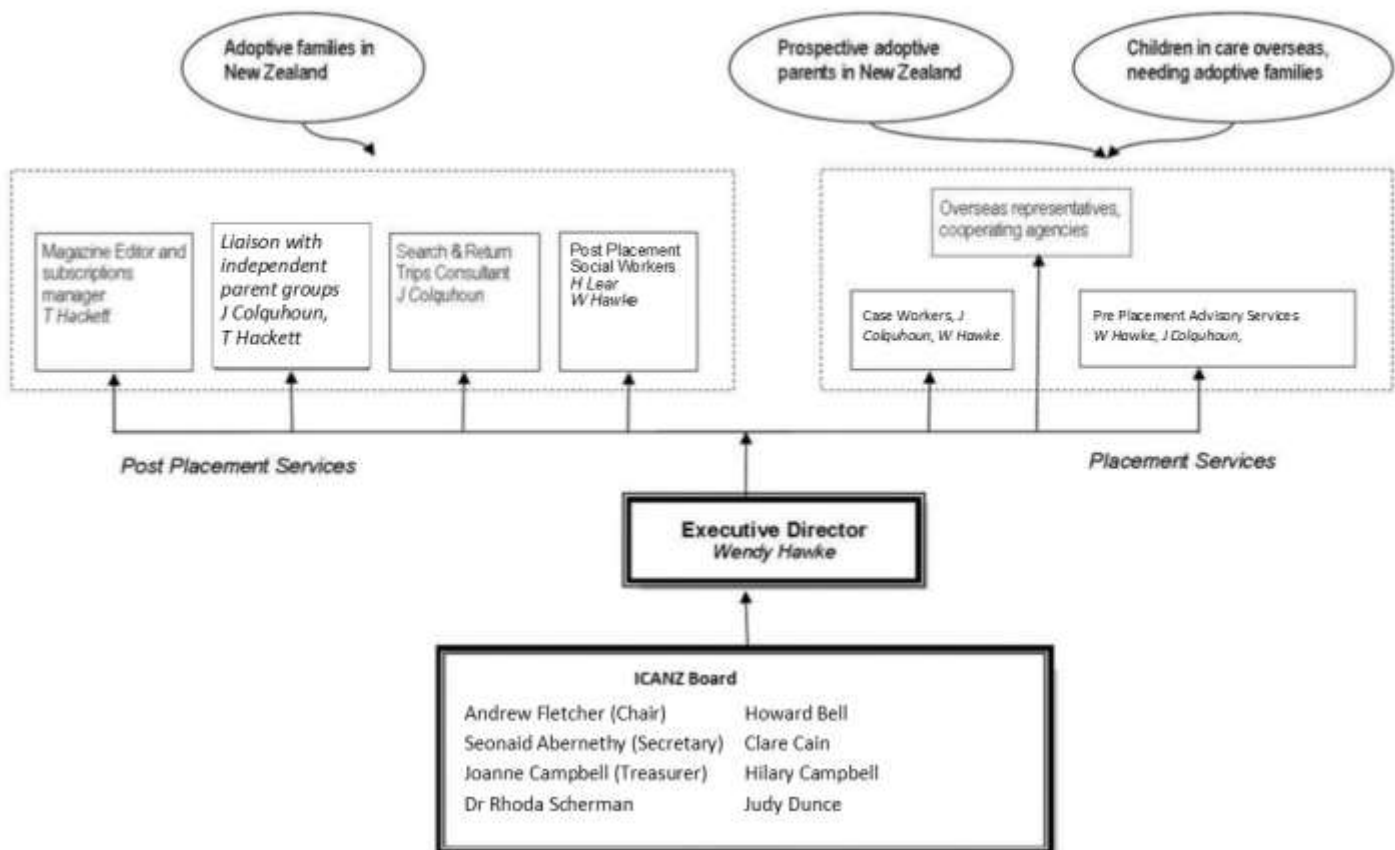 Adoptive families in
New Zealand
Prospective adoptive
parents in New Zealand
Children in care overseas,
needing adoptive families
Magazine Editor and
subscriptions
manager
T Hackett
Liaison with
independent
parent groups
J Colquhoun,
T Hackett
Search & Return
Trips Consultant
J Colquhoun
Post Placement
Social Workers
H Lear
W Hawke
Overseas representatives,
cooperating agencies
Case Workers, J
Colquhoun, W Hawke
Pre Placement Advisory Services
W Hawke, J Colquhoun,
Post Placement Services
Placement Services
Executive Director
Wendy Hawke
ICANZ Board
Andrew Fletcher (Chair)
Seonaid Abernethy (Secretary)
Joanne Campbell (Treasurer)
Dr Rhoda Scherman
Howard Bell
Clare Cain
Hilary Campbell
Judy Dunce